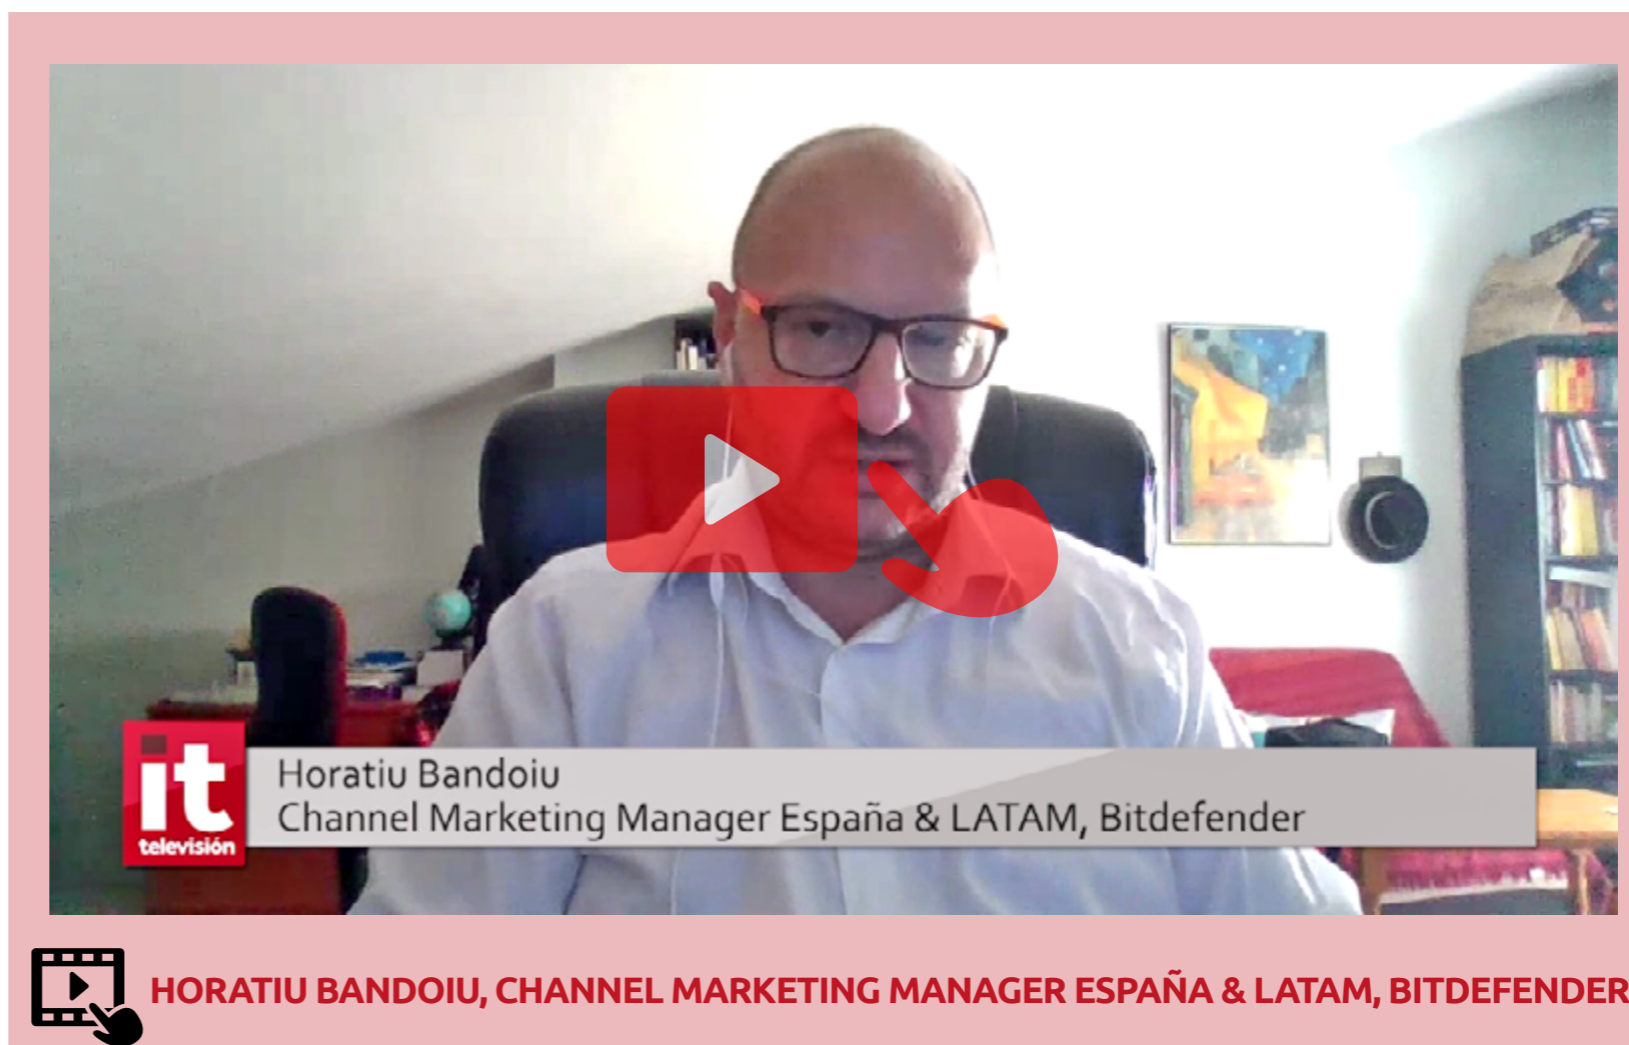 it
televisión
Horatiu Bandoiu
Channel Marketing Manager España & LATAM, Bitdefender
HORATIU BANDOIU, CHANNEL MARKETING MANAGER ESPAÑA & LATAM, BITDEFENDER